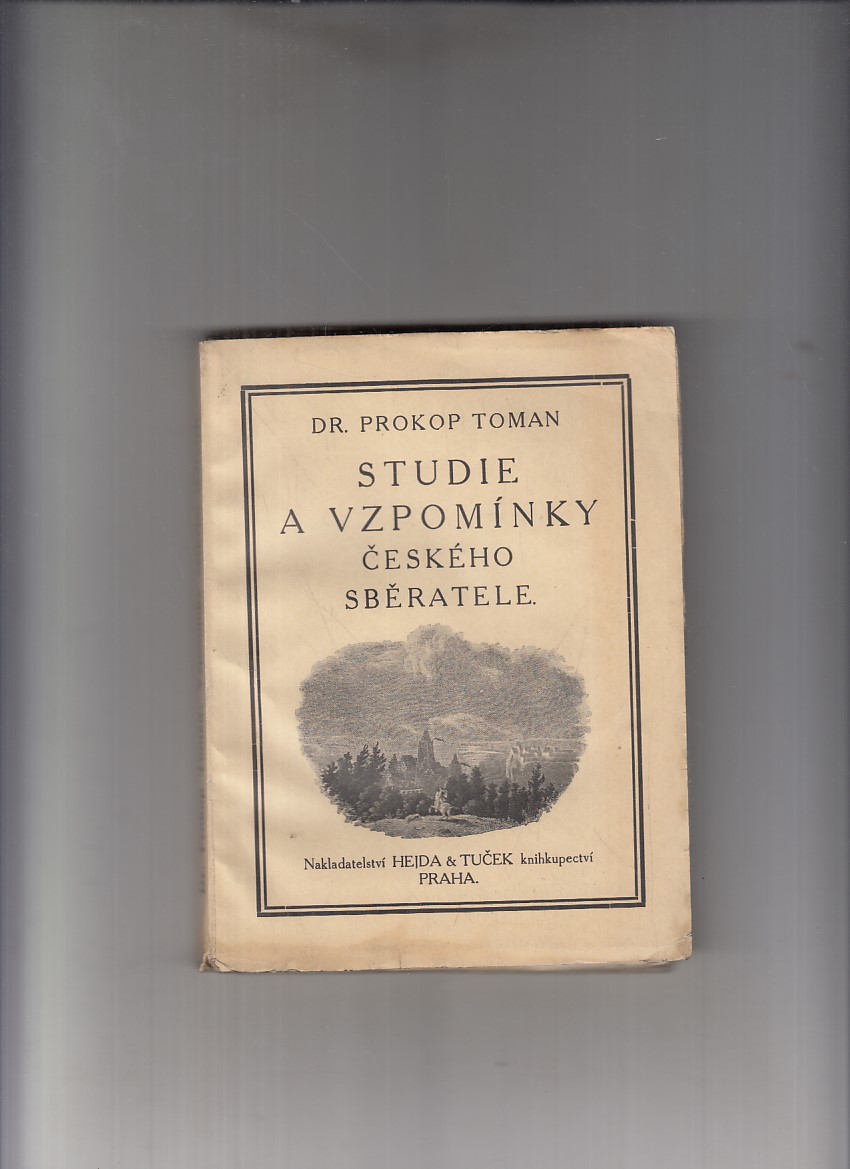 DR. PROKOP TOMAN
STUDIE
A VZPOMÍNKY
ČESKÉHO
SBĚRATELE.
Nakladatelství HEJDA & TUČEK knihkupectví
PRAHA.